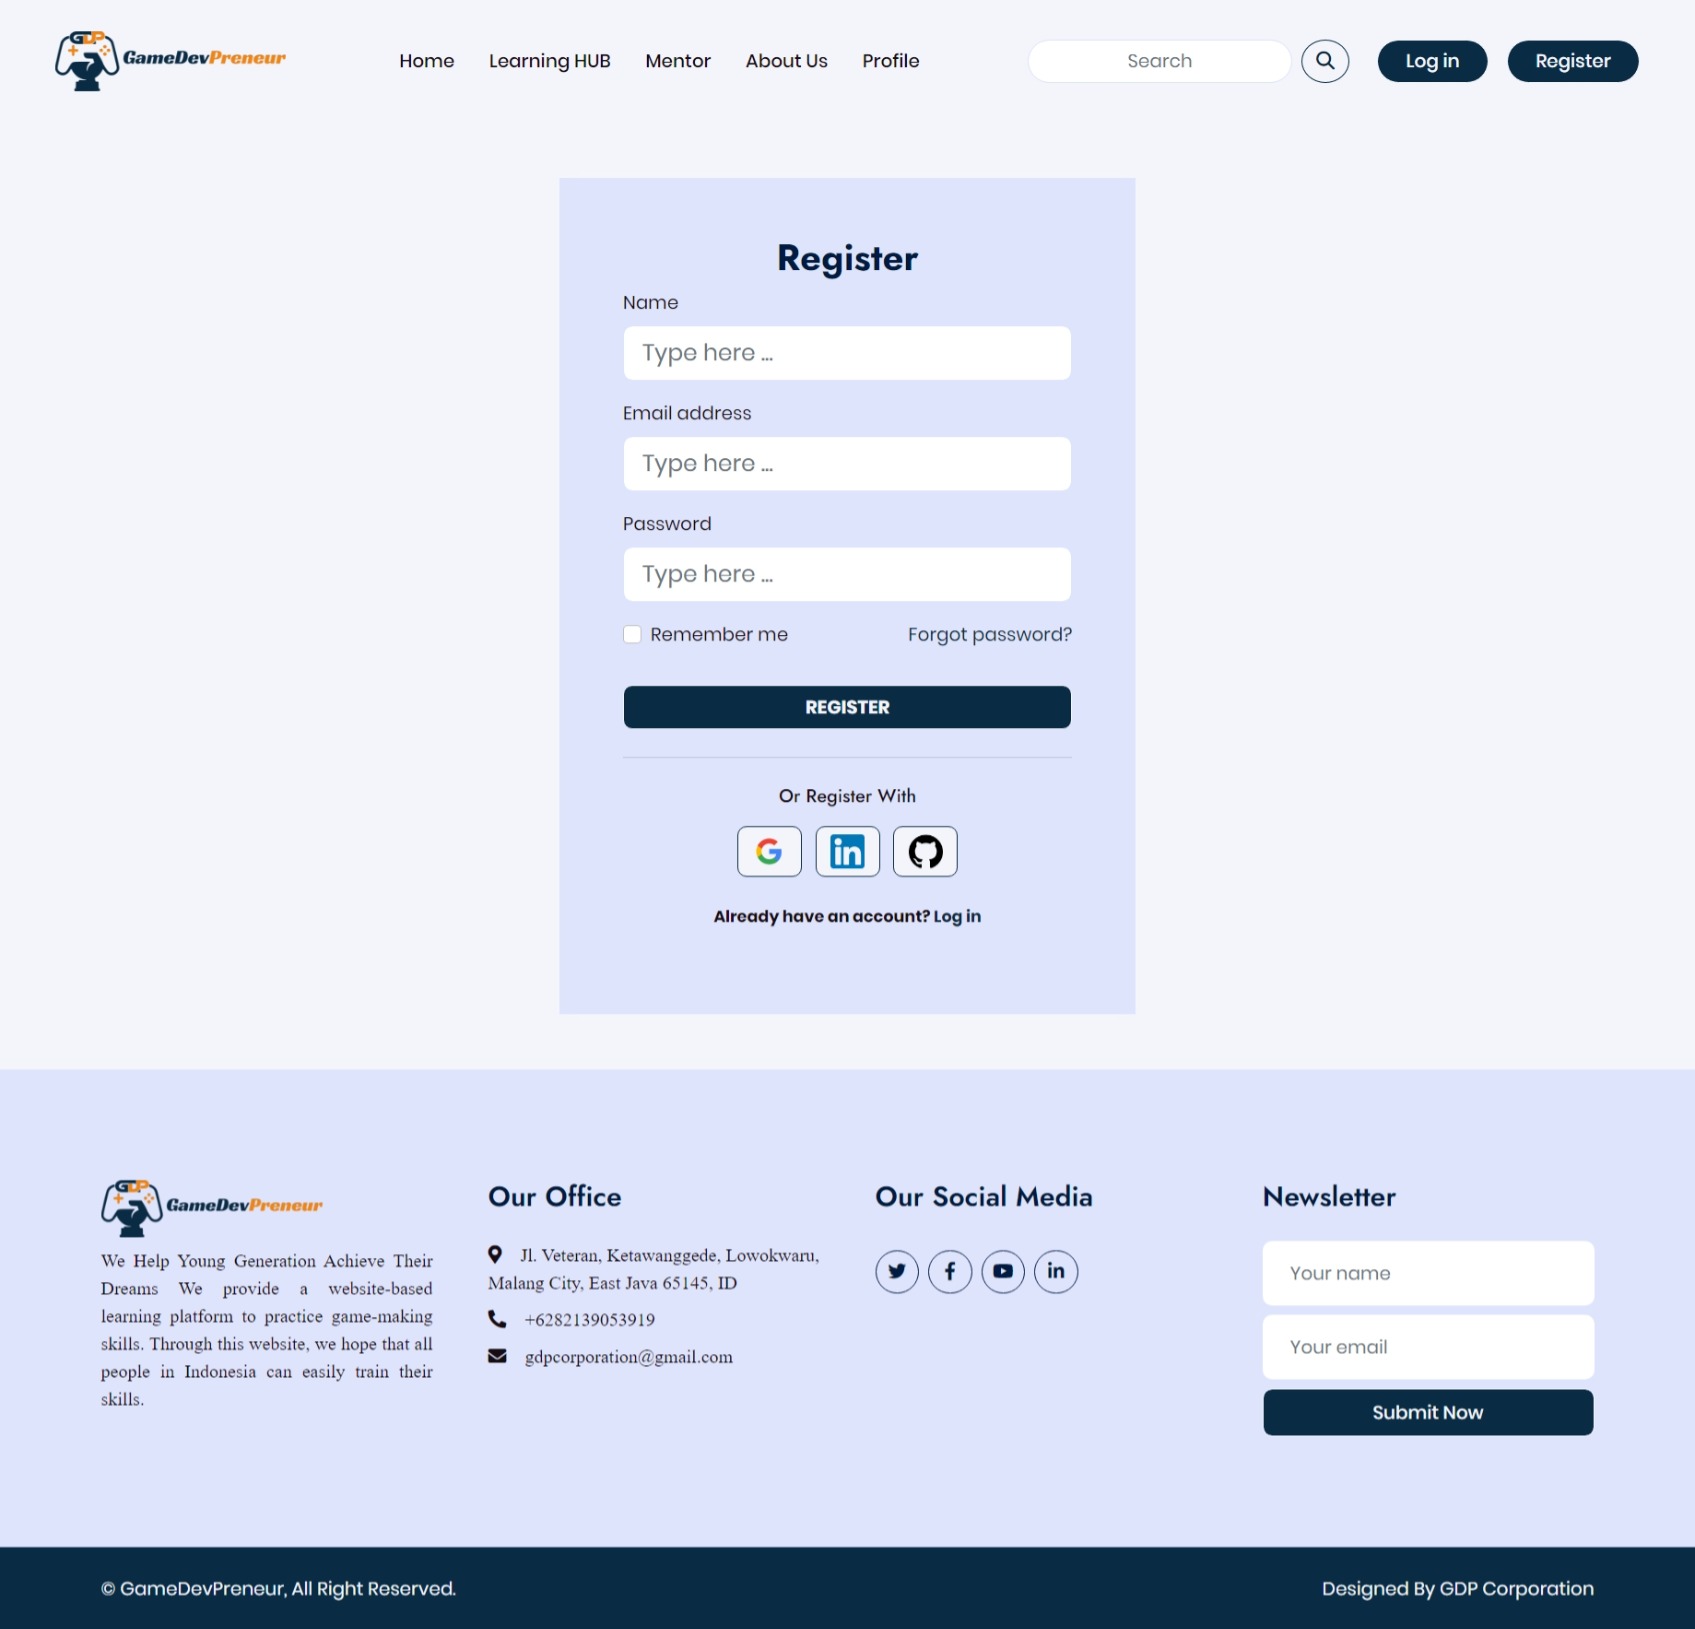 GDP
GameDevPreneur
Home
Learning HUB
Mentor
About Us
Profile
Search
Log in
Register
Register
Name
Type here ...
Email address
Type here ...
Password
Type here ...
Remember me
Forgot password?
REGISTER
Or Register With
G
in
Already have an account? Log in
GDP
GameDevPreneur
We Help Young Generation Achieve Their
Dreams We provide a website-based
learning platform to practice game-making
skills. Through this website, we hope that all
people in Indonesia can easily train their
skills.
Our Office
Jl. Veteran, Ketawanggede, Lowokwaru,
Malang City, East Java 65145, ID
+6282139053919
gdpcorporation@gmail.com
Our Social Media
f
in
Newsletter
Your name
Your email
Submit Now
© GameDevPreneur, All Right Reserved.
Designed By GDP Corporation